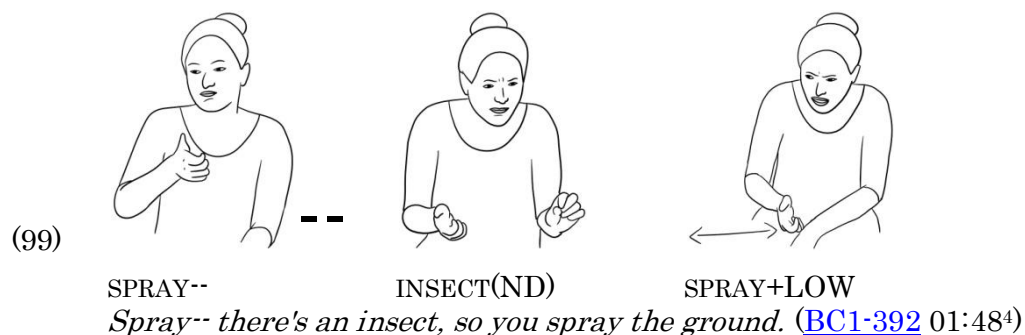 (99)
SPRAY-- INSECT(ND) SPRAY+LOW
Spray-- there's an insect, so you spray the ground. (BC1-392 01:48⁴)